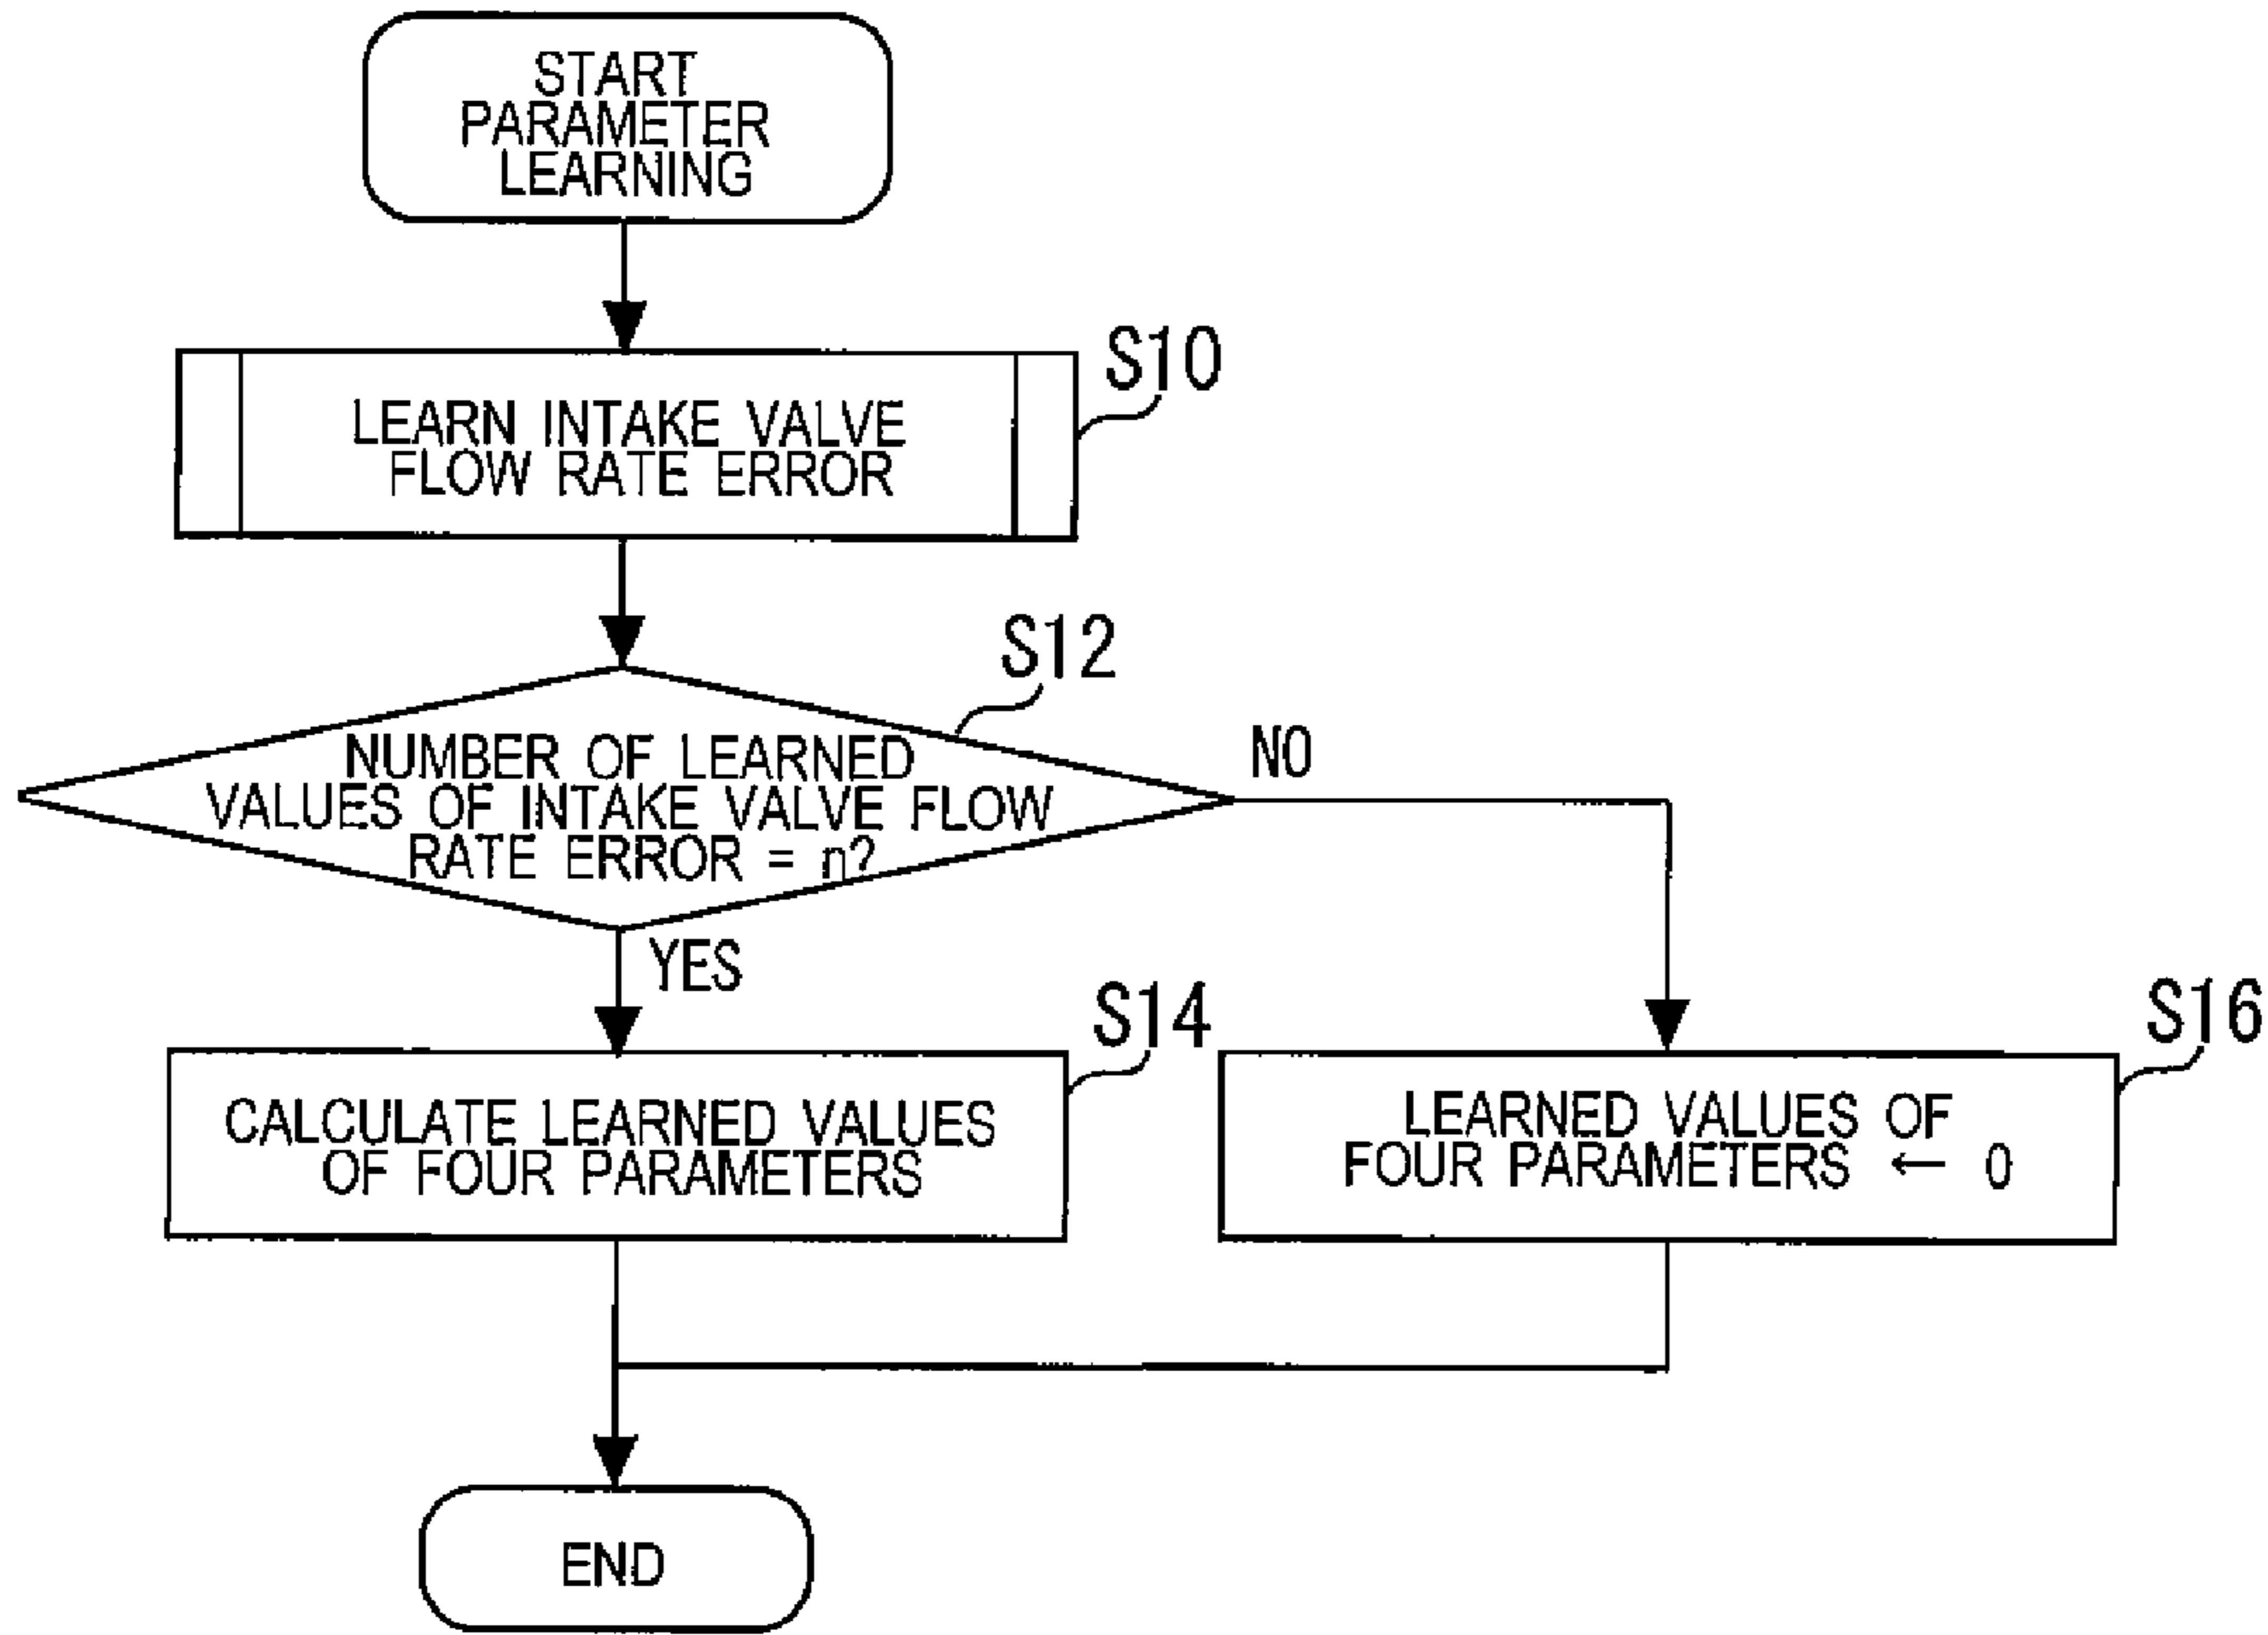 START
PARAMETER
LEARNING
S10
LEARN INTAKE VALVE
FLOW RATE ERROR
S12
NUMBER OF LEARNED
VALUES OF INTAKE VALVE FLOW
RATE ERROR = n?
NO
YES
S14
CALCULATE LEARNED VALUES
OF FOUR PARAMETERS
S16
LEARNED VALUES OF
FOUR PARAMETERS ← 0
END